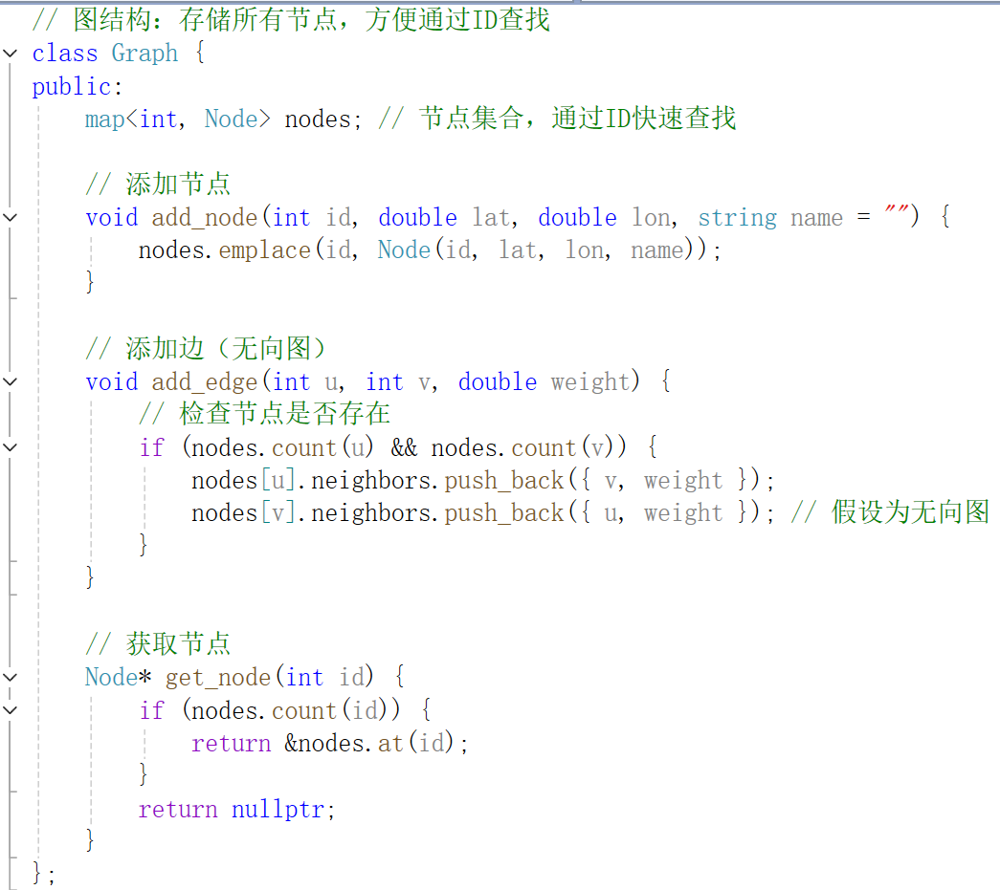 // 图结构：存储所有节点，方便通过ID查找
class Graph {
public:
    map<int, Node> nodes; // 节点集合，通过ID快速查找
    // 添加节点
    void add_node(int id, double lat, double lon, string name = "") {
        nodes.emplace(id, Node(id, lat, lon, name));
    }
    // 添加边（无向图）
    void add_edge(int u, int v, double weight) {
        // 检查节点是否存在
        if (nodes.count(u) && nodes.count(v)) {
            nodes[u].neighbors.push_back({ v, weight });
            nodes[v].neighbors.push_back({ u, weight }); // 假设为无向图
        }
    }
    // 获取节点
    Node* get_node(int id) {
        if (nodes.count(id)) {
            return &nodes.at(id);
        }
        return nullptr;
    }
};